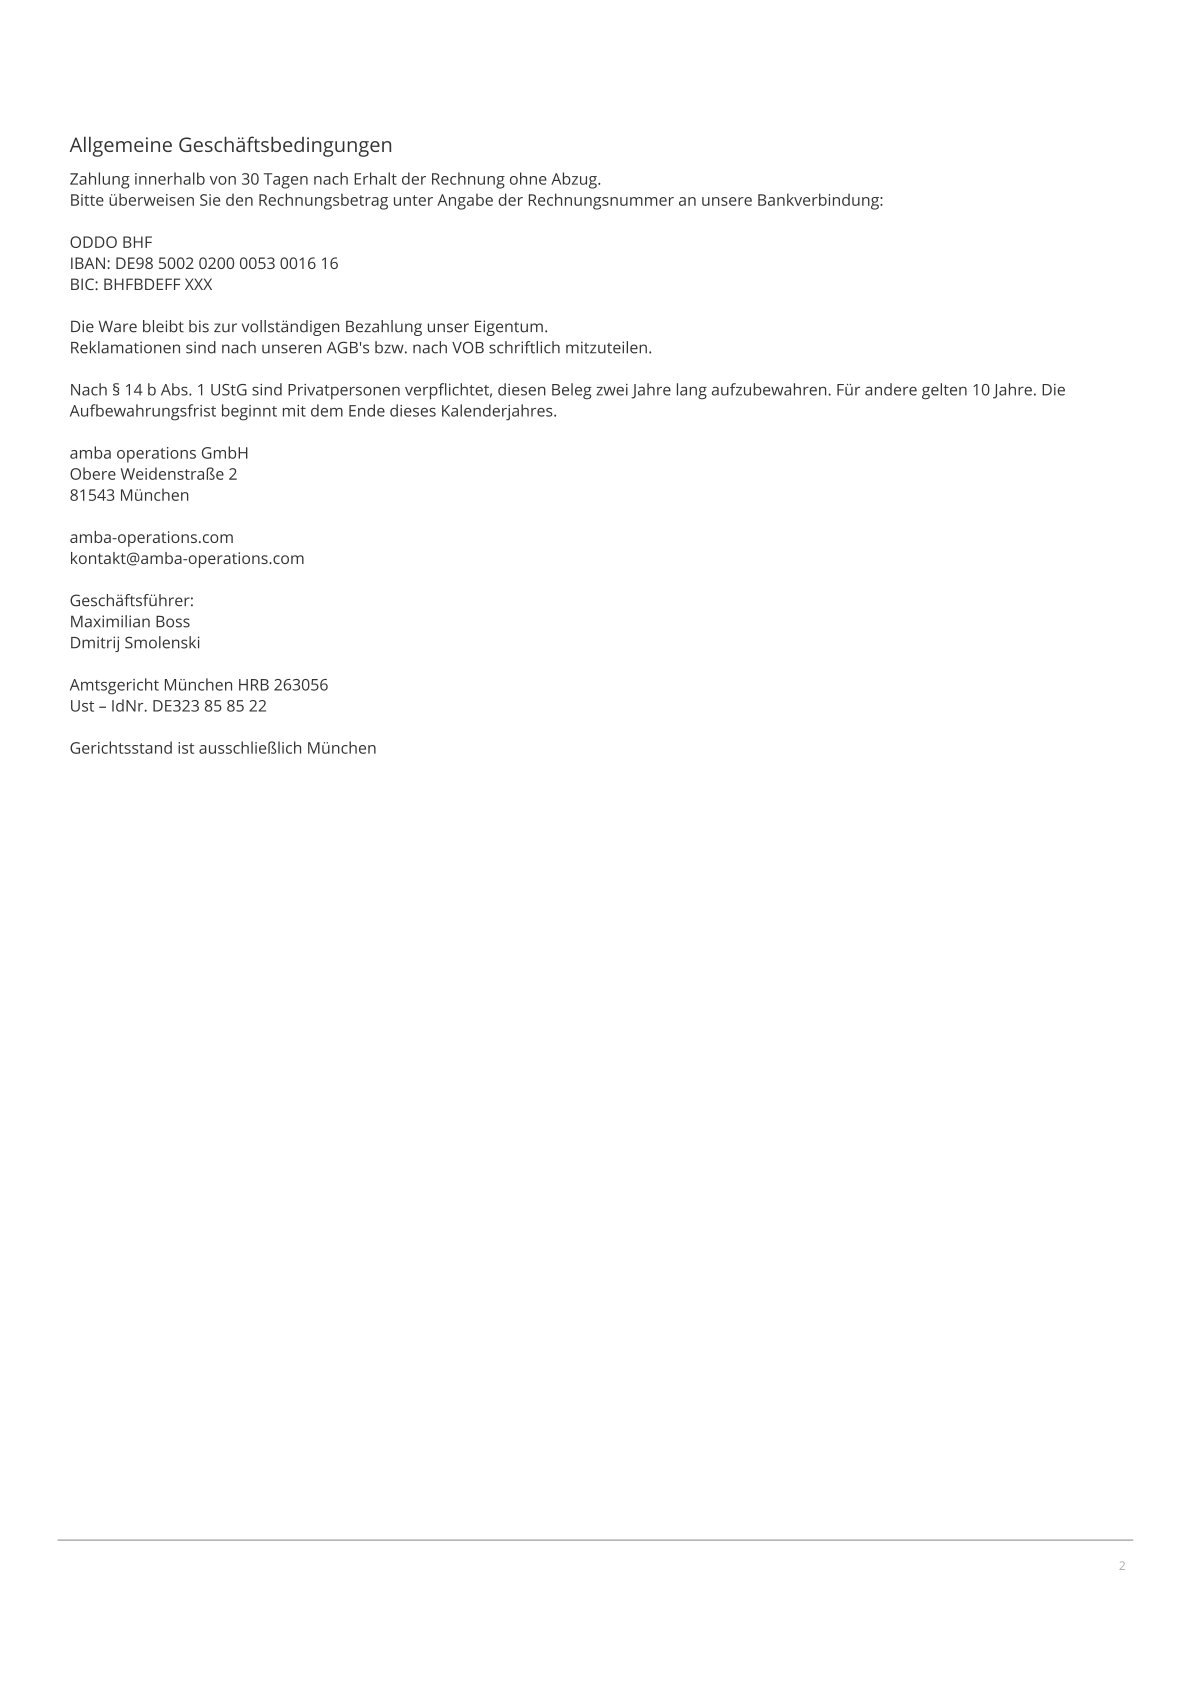 Allgemeine Geschäftsbedingungen
Zahlung innerhalb von 30 Tagen nach Erhalt der Rechnung ohne Abzug.
Bitte überweisen Sie den Rechnungsbetrag unter Angabe der Rechnungsnummer an unsere Bankverbindung:
ODDO BHF
IBAN: DE98 5002 0200 0053 0016 16
BIC: BHFBDEFF XXX
Die Ware bleibt bis zur vollständigen Bezahlung unser Eigentum.
Reklamationen sind nach unseren AGB's bzw. nach VOB schriftlich mitzuteilen.
Nach § 14 b Abs. 1 UStG sind Privatpersonen verpflichtet, diesen Beleg zwei Jahre lang aufzubewahren. Für andere gelten 10 Jahre. Die
Aufbewahrungsfrist beginnt mit dem Ende dieses Kalenderjahres.
amba operations GmbH
Obere Weidenstraße 2
81543 München
amba-operations.com
kontakt@amba-operations.com
Geschäftsführer:
Maximilian Boss
Dmitrij Smolenski
Amtsgericht München HRB 263056
Ust – IdNr. DE323 85 85 22
Gerichtsstand ist ausschließlich München
2